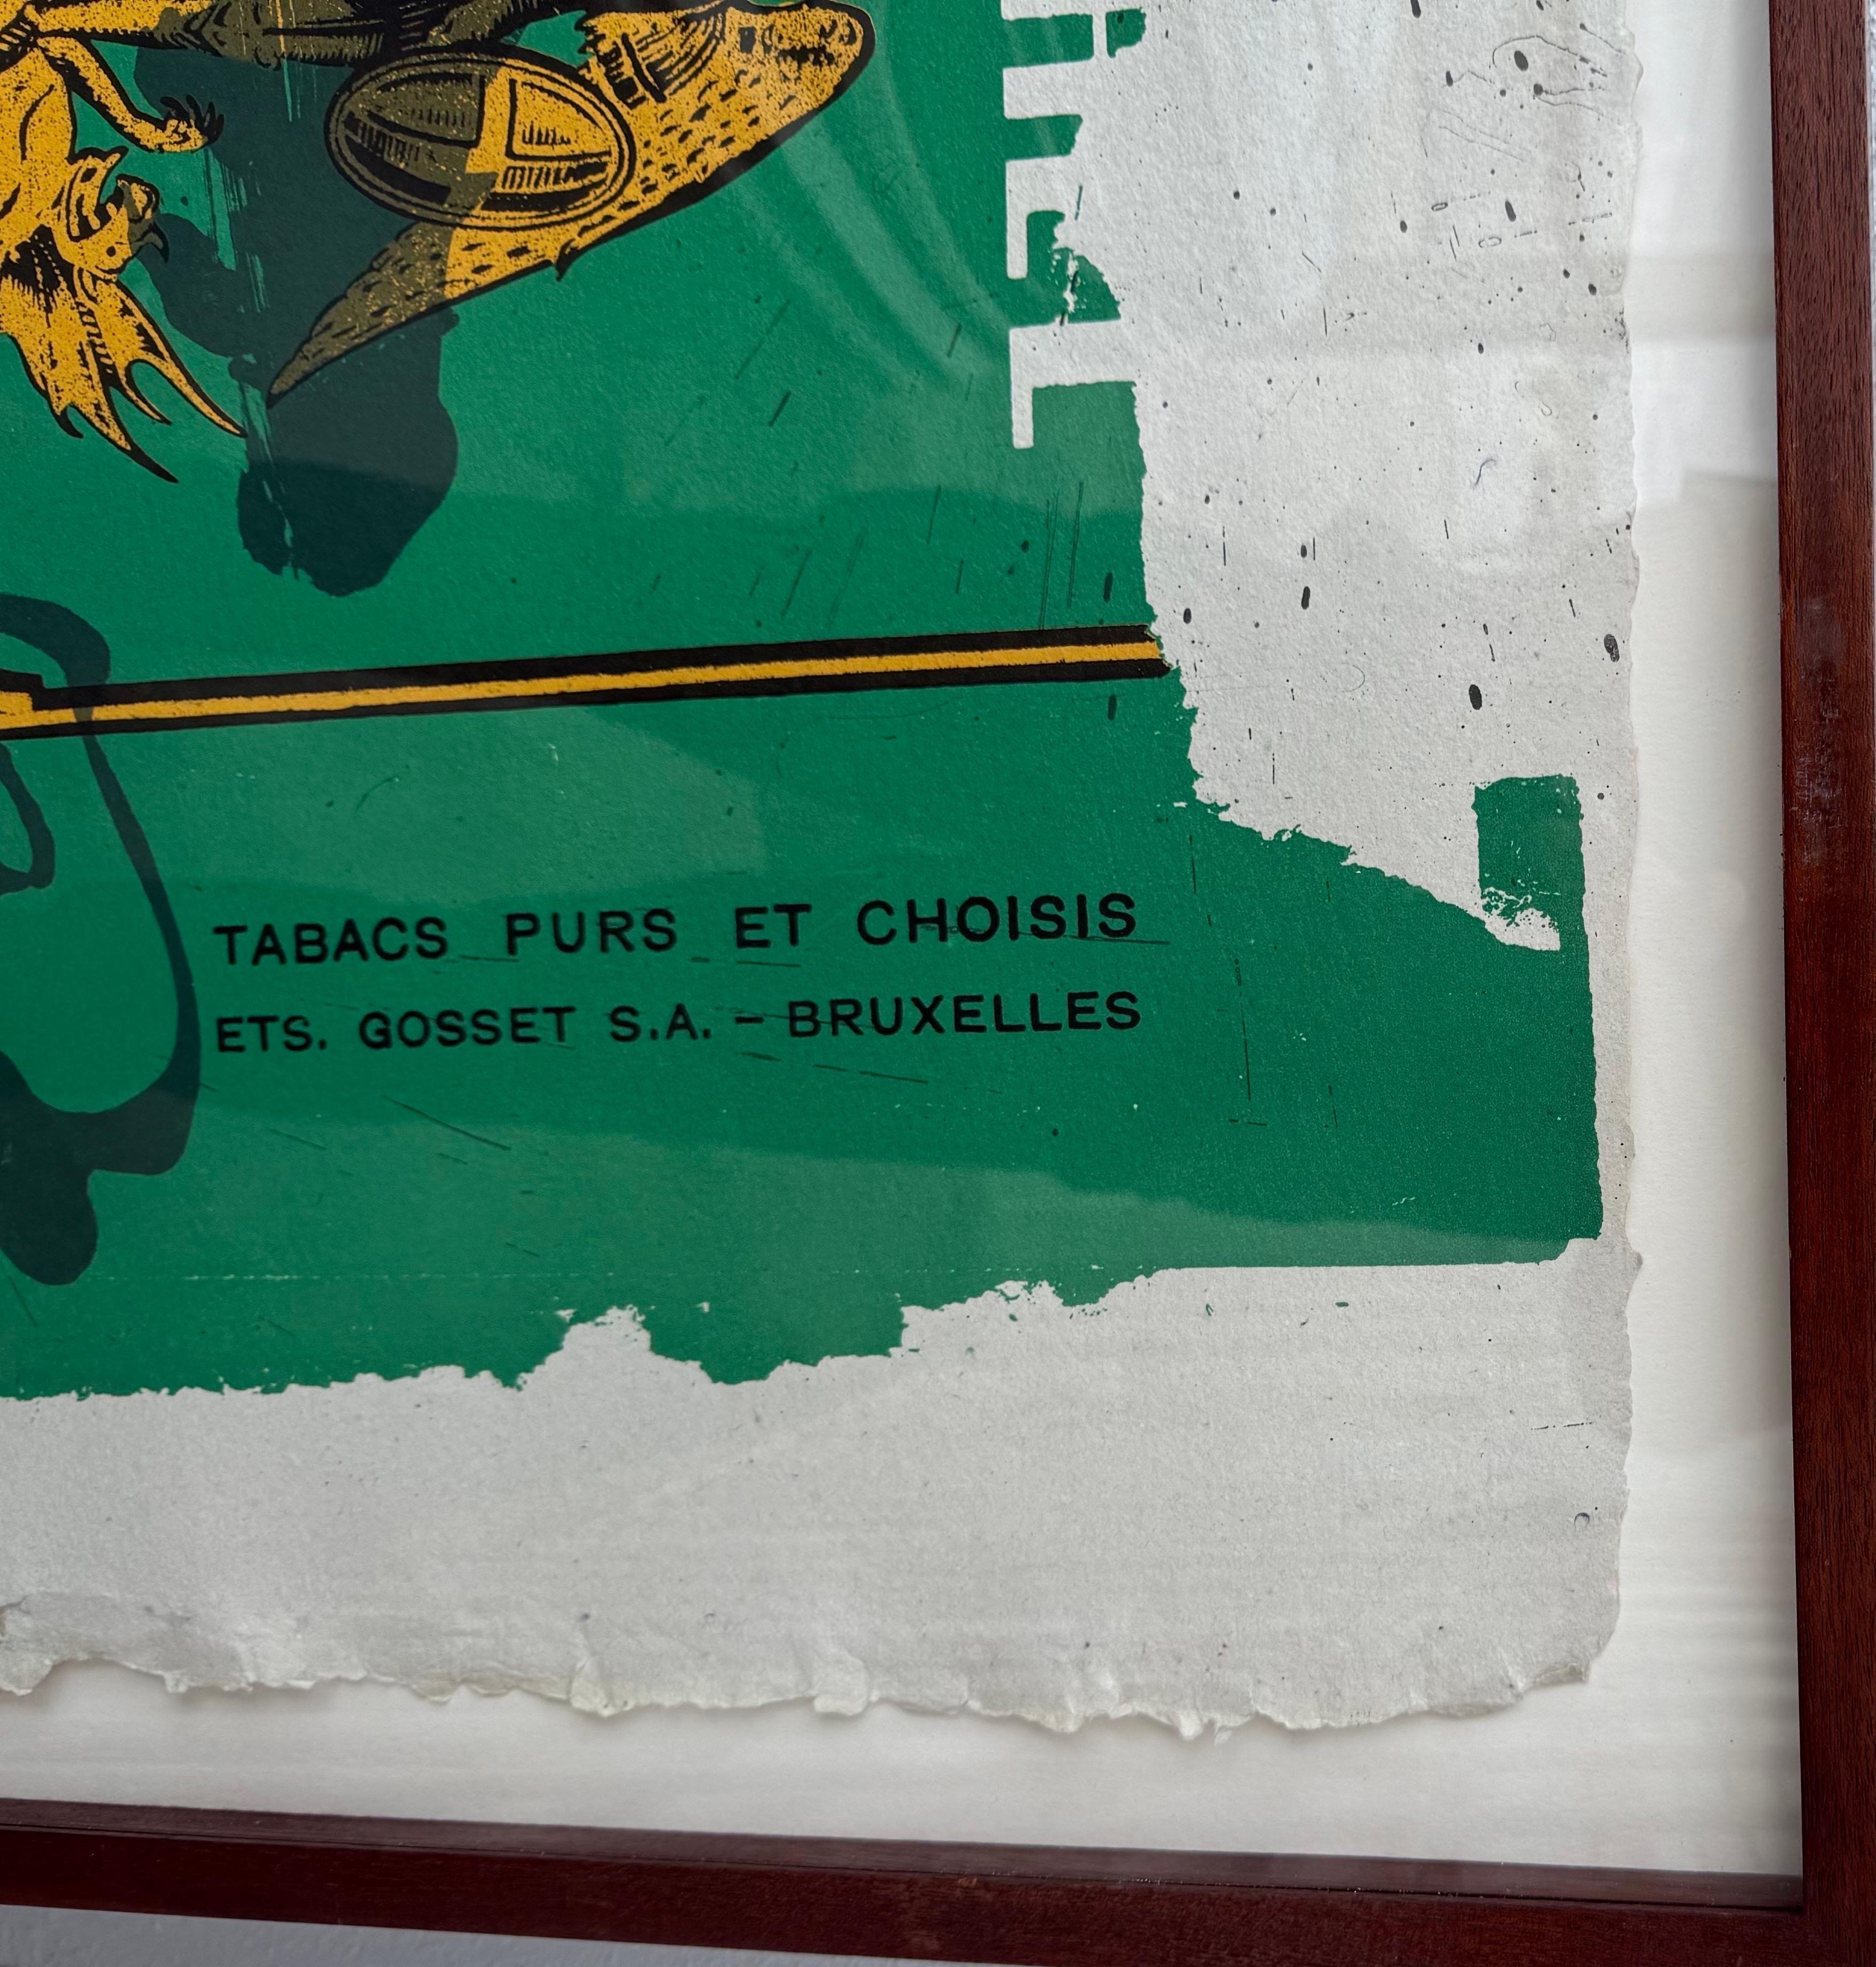 TABACS PURS ET CHOISIS
ETS. GOSSET S.A. - BRUXELLES